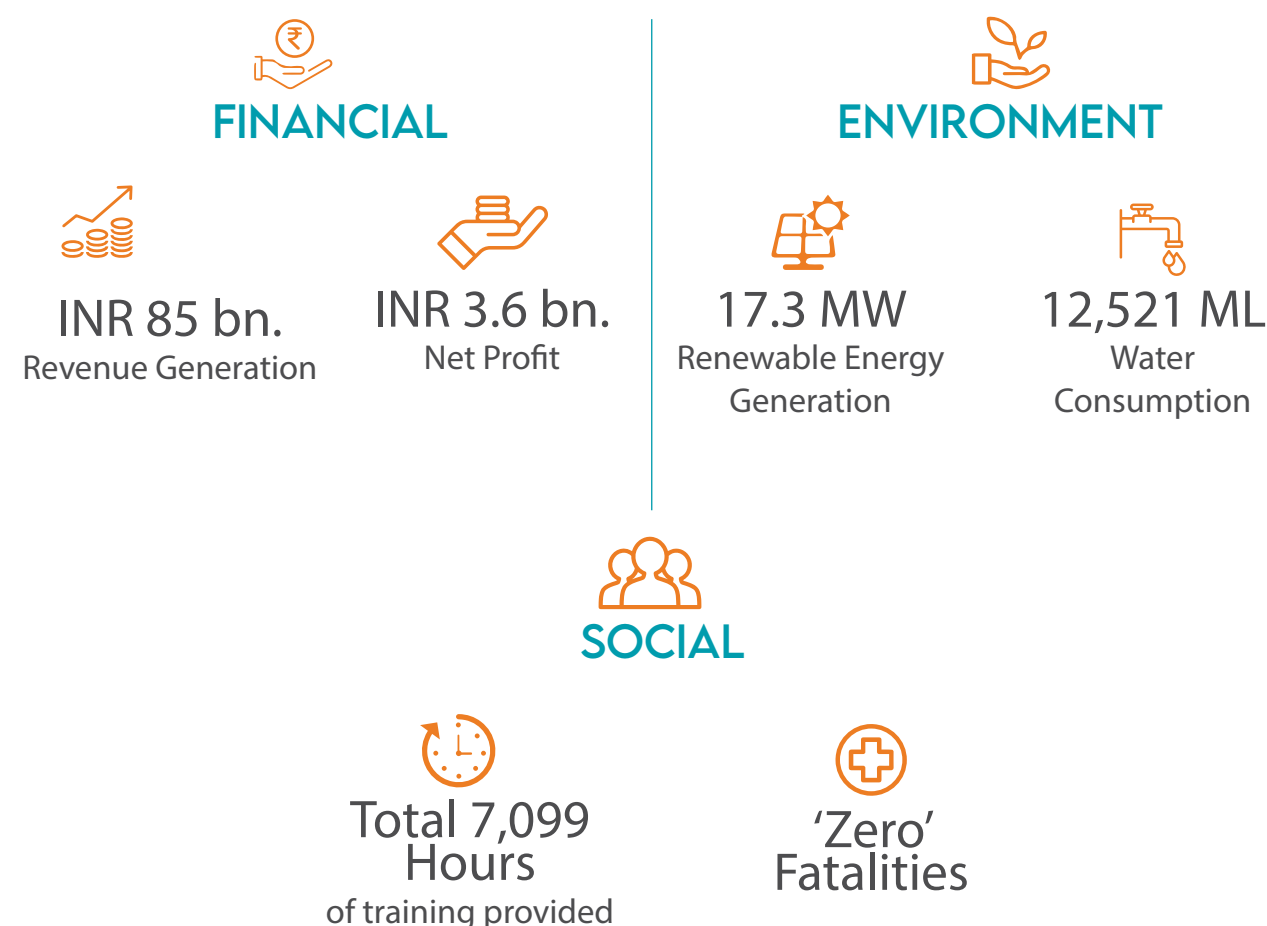 ₹
FINANCIAL
INR 85 bn.
Revenue Generation
INR 3.6 bn.
Net Profit
ENVIRONMENT
17.3 MW
Renewable Energy
Generation
12,521 ML
Water
Consumption
SOCIAL
Total 7,099
Hours
of training provided
‘Zero’
Fatalities